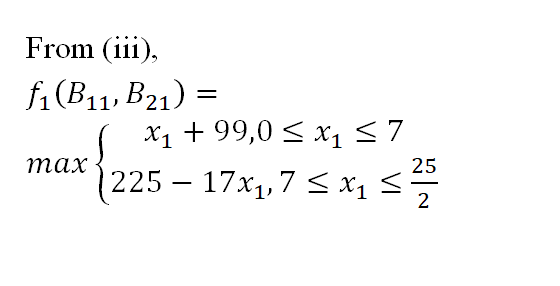 From (iii),
f₁(B₁₁, B₂₁) =
max { x₁ + 99, 0 ≤ x₁ ≤ 7
225 − 17x₁, 7 ≤ x₁ ≤ 25/2